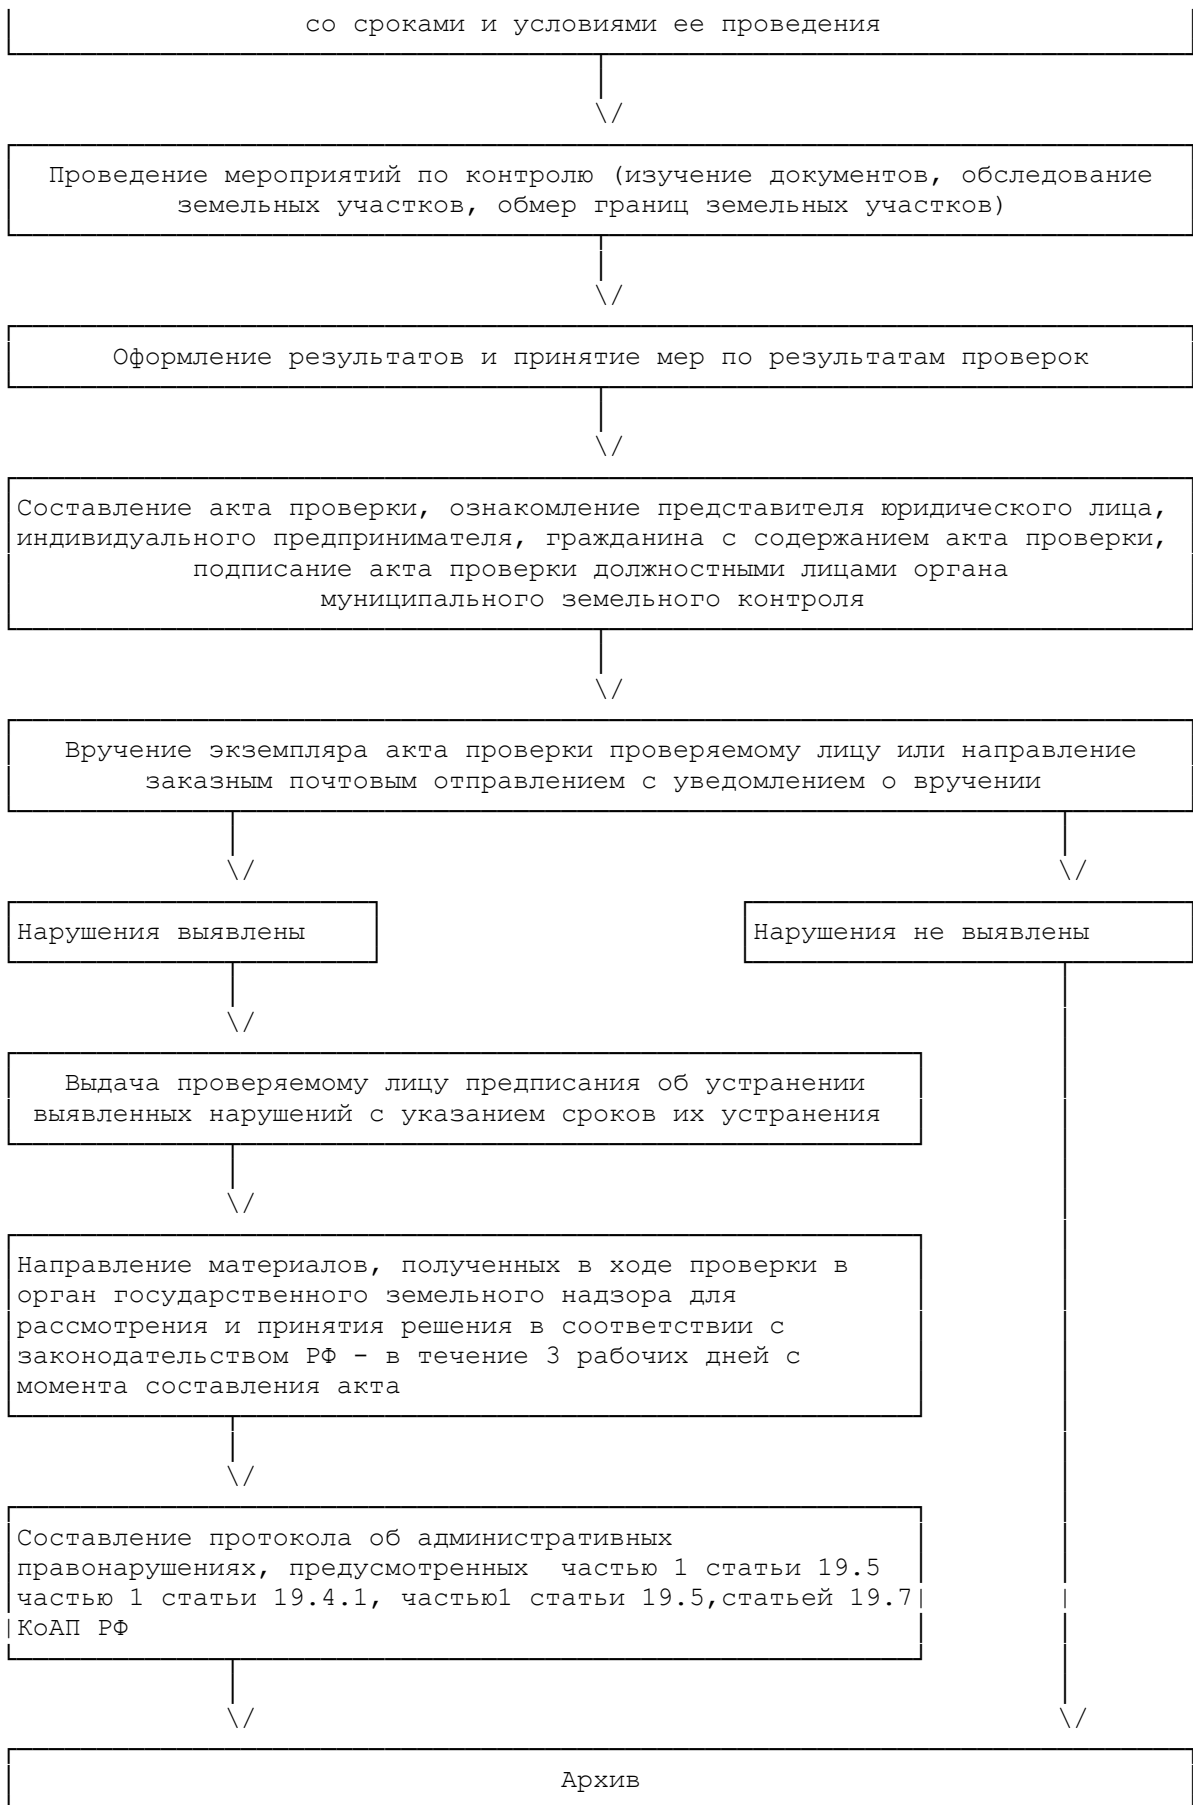 со сроками и условиями ее проведения
Проведение мероприятий по контролю (изучение документов, обследование
земельных участков, обмер границ земельных участков)
Оформление результатов и принятие мер по результатам проверок
Составление акта проверки, ознакомление представителя юридического лица,
индивидуального предпринимателя, гражданина с содержанием акта проверки,
подписание акта проверки должностными лицами органа
муниципального земельного контроля
Вручение экземпляра акта проверки проверяемому лицу или направление
заказным почтовым отправлением с уведомлением о вручении
Нарушения выявлены
Нарушения не выявлены
Выдача проверяемому лицу предписания об устранении
выявленных нарушений с указанием сроков их устранения
Направление материалов, полученных в ходе проверки в
орган государственного земельного надзора для
рассмотрения и принятия решения в соответствии с
законодательством РФ - в течение 3 рабочих дней с
момента составления акта
Составление протокола об административных
правонарушениях, предусмотренных  частью 1 статьи 19.5
частью 1 статьи 19.4.1, частью1 статьи 19.5,статьей 19.7
КоАП РФ
Архив